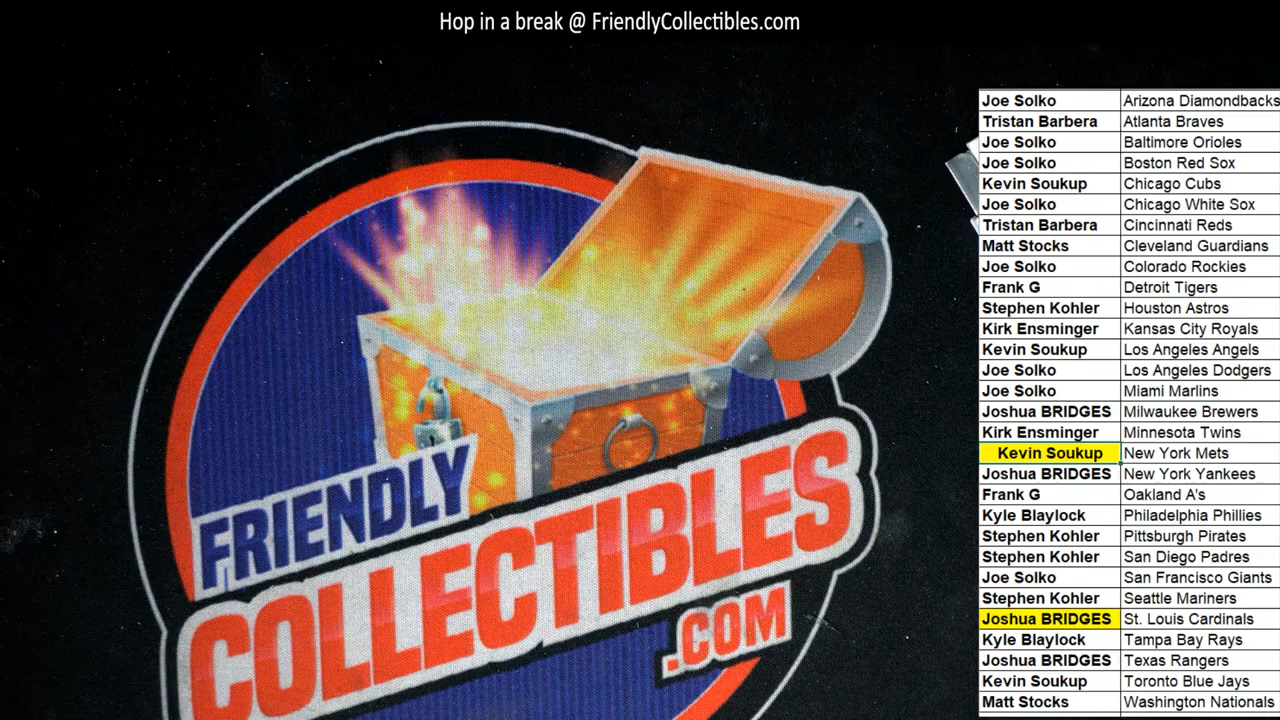 Hop in a break @ FriendlyCollectibles.com
Joe Solko Arizona Diamondbacks
Tristan Barbera Atlanta Braves
Joe Solko Baltimore Orioles
Joe Solko Boston Red Sox
Kevin Soukup Chicago Cubs
Joe Solko Chicago White Sox
Tristan Barbera Cincinnati Reds
Matt Stocks Cleveland Guardians
Joe Solko Colorado Rockies
Frank G Detroit Tigers
Stephen Kohler Houston Astros
Kirk Ensminger Kansas City Royals
Kevin Soukup Los Angeles Angels
Joe Solko Los Angeles Dodgers
Joe Solko Miami Marlins
Joshua BRIDGES Milwaukee Brewers
Kirk Ensminger Minnesota Twins
Kevin Soukup New York Mets
Joshua BRIDGES New York Yankees
Frank G Oakland A's
Kyle Blaylock Philadelphia Phillies
Stephen Kohler Pittsburgh Pirates
Stephen Kohler San Diego Padres
Joe Solko San Francisco Giants
Stephen Kohler Seattle Mariners
Joshua BRIDGES St. Louis Cardinals
Kyle Blaylock Tampa Bay Rays
Joshua BRIDGES Texas Rangers
Kevin Soukup Toronto Blue Jays
Matt Stocks Washington Nationals
FRIENDLY
COLLECTIBLES
.COM